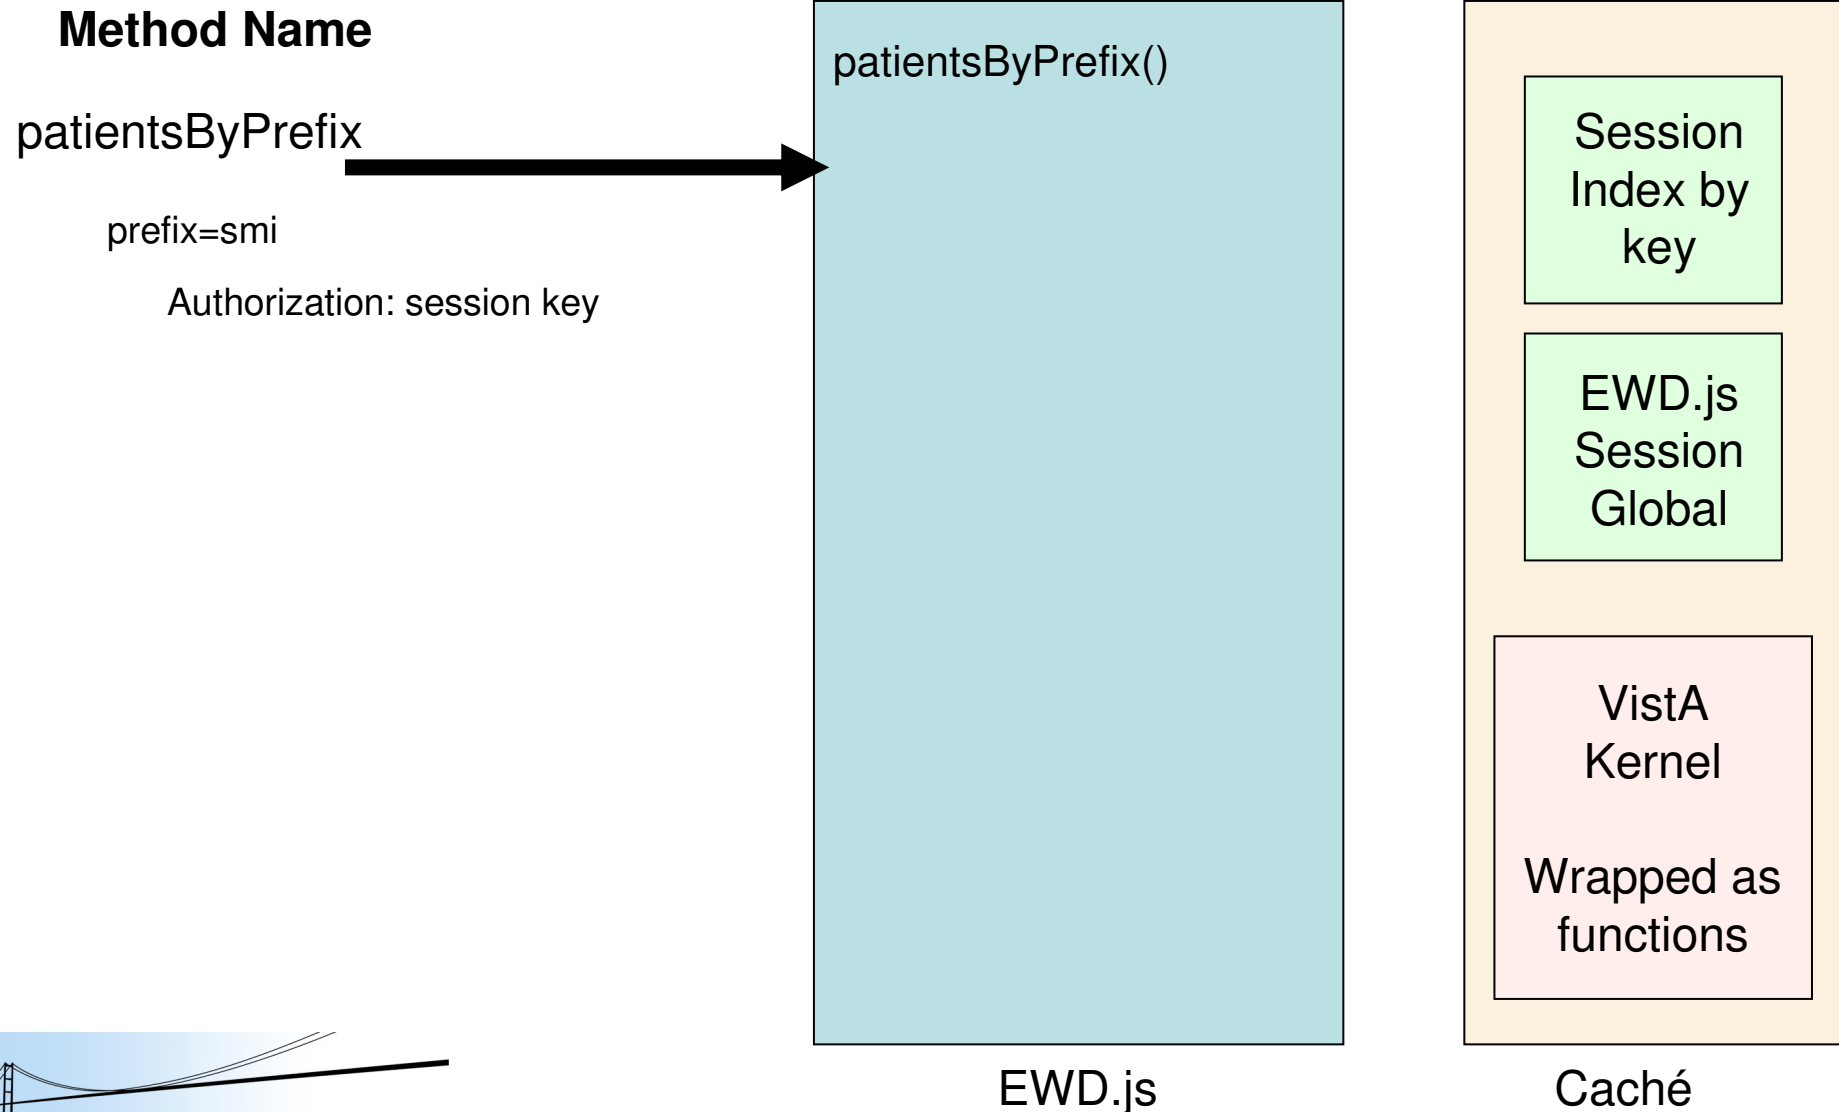 Method Name
patientsByPrefix
prefix=smi
Authorization: session key
patientsByPrefix()
Session
Index by
key
EWD.js
Session
Global
VistA
Kernel
Wrapped as
functions
EWD.js
Caché